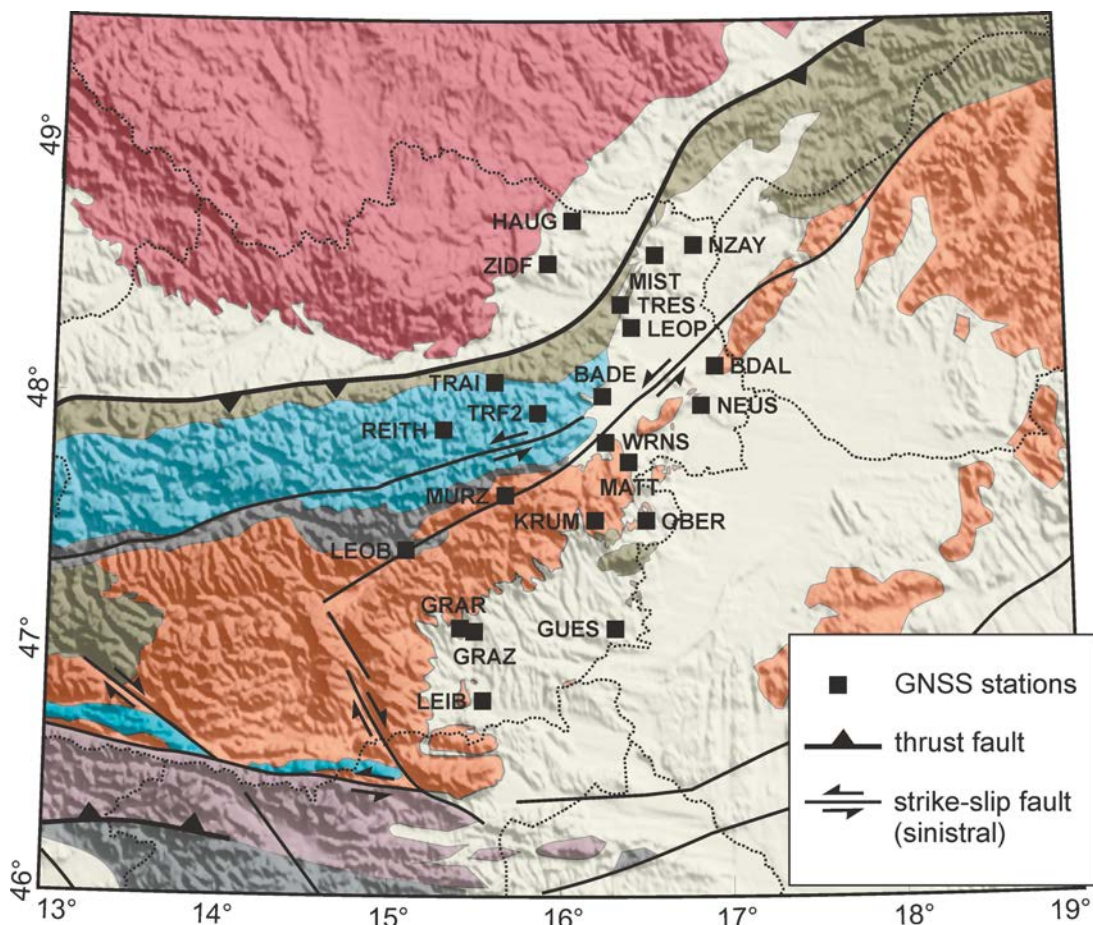 49°
48°
47°
46°
HAUG
NZAY
ZIDF
MIST
TRES
LEOP
BDAL
TRAI
BADE
TRF2
NEUS
REITH
WRNS
MATT
MURZ
KRUM
OBER
LEOB
GRAR
GUES
GRAZ
LEIB
GNSS stations
thrust fault
strike-slip fault
(sinistral)
13°
14°
15°
16°
17°
18°
19°